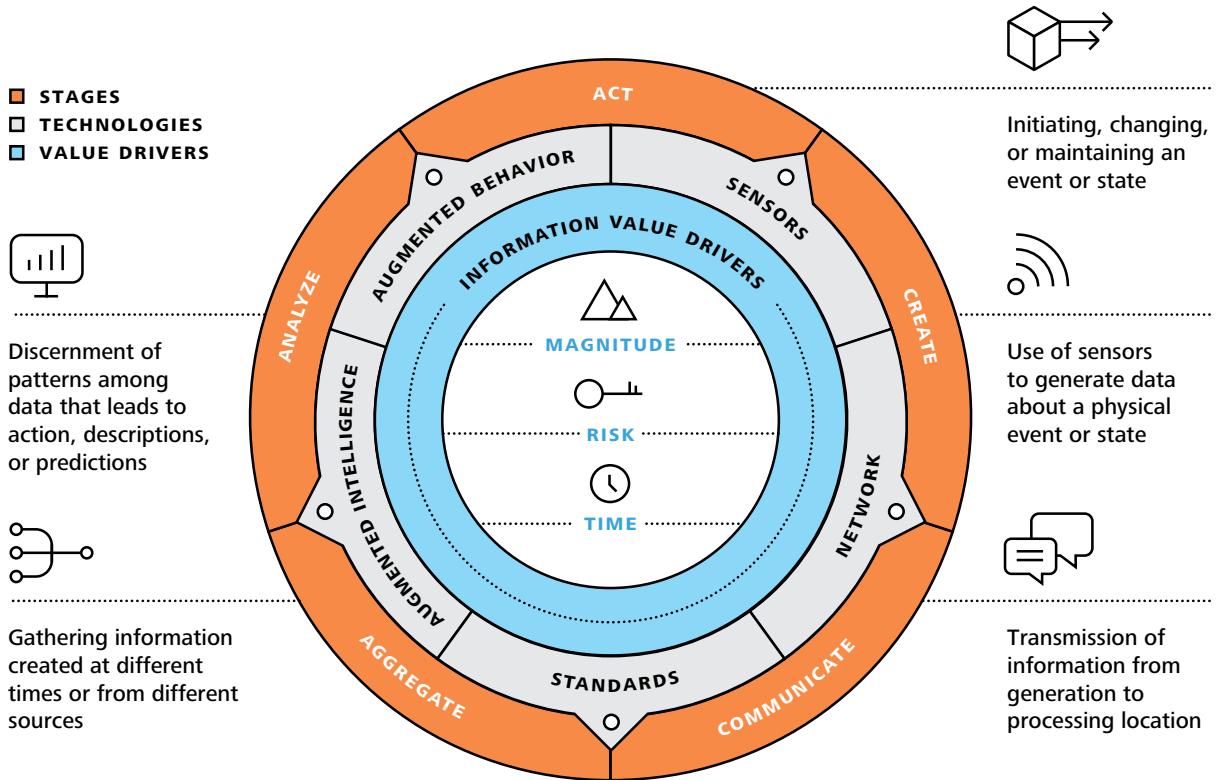 STAGES
TECHNOLOGIES
VALUE DRIVERS
ACT
Initiating, changing,
or maintaining an
event or state
AUGMENTED BEHAVIOR
SENSORS
INFORMATION VALUE DRIVERS
ANALYZE
CREATE
MAGNITUDE
RISK
TIME
Discernment of
patterns among
data that leads to
action, descriptions,
or predictions
Use of sensors
to generate data
about a physical
event or state
AUGMENTED INTELLIGENCE
NETWORK
STANDARDS
AGGREGATE
COMMUNICATE
Gathering information
created at different
times or from different
sources
Transmission of
information from
generation to
processing location